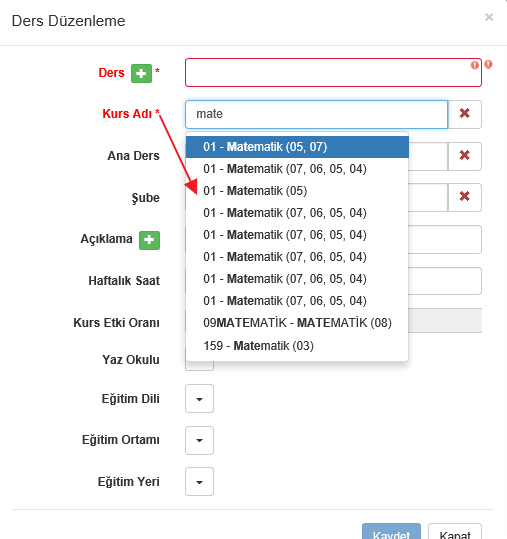 Ders Düzenleme ×
Ders + *
Kurs Adı * mate
01 - Matematik (05, 07)
01 - Matematik (07, 06, 05, 04)
01 - Matematik (05)
01 - Matematik (07, 06, 05, 04)
01 - Matematik (07, 06, 05, 04)
01 - Matematik (07, 06, 05, 04)
01 - Matematik (07, 06, 05, 04)
01 - Matematik (07, 06, 05, 04)
09MATEMATİK - MATEMATİK (08)
159 - Matematik (03)
Ana Ders
Şube
Açıklama +
Haftalık Saat
Kurs Etki Oranı
Yaz Okulu
Eğitim Dili
Eğitim Ortamı
Eğitim Yeri
Kaydet Kapat